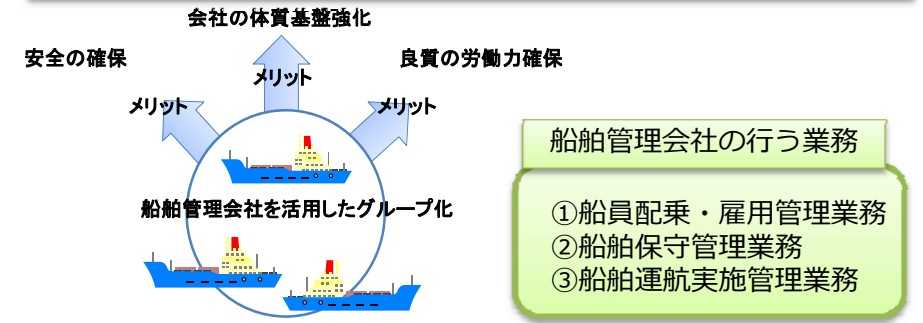 会社の体質基盤強化
安全の確保
良質の労働力確保
メリット
メリット
メリット
船舶管理会社を活用したグループ化
船舶管理会社の行う業務
①船員配乗・雇用管理業務
②船舶保守管理業務
③船舶運航実施管理業務